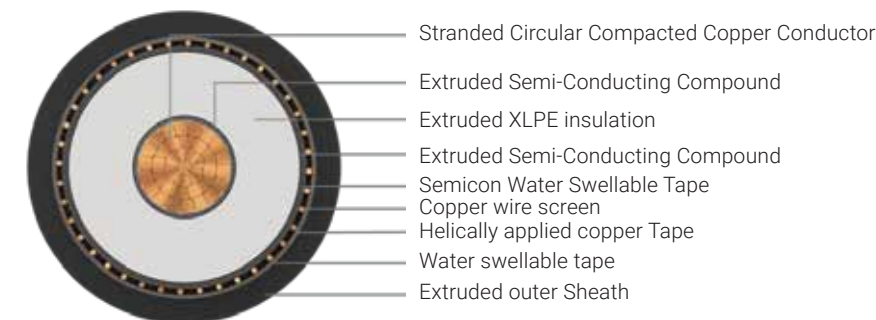 Stranded Circular Compacted Copper Conductor
Extruded Semi-Conducting Compound
Extruded XLPE insulation
Extruded Semi-Conducting Compound
Semicon Water Swellable Tape
Copper wire screen
Helically applied copper Tape
Water swellable tape
Extruded outer Sheath